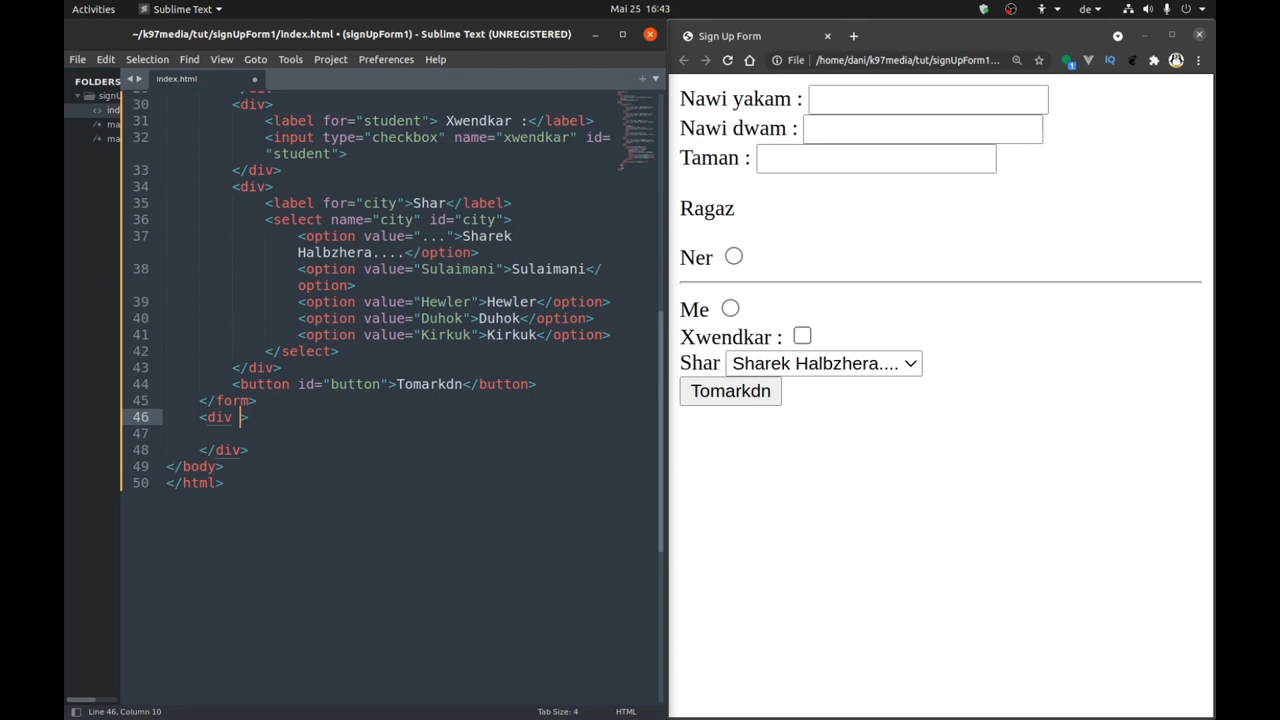 Activities
Sublime Text
Mai 25 16:43
de
~/k97media/tut/signUpForm1/index.html • (signUpForm1) - Sublime Text (UNREGISTERED)
File Edit Selection Find View Goto Tools Project Preferences Help
FOLDERS
signU
ind
/* ma
/* ma
index.html
30 <div>
31 <label for="student"> Xwendkar :</label>
32 <input type="checkbox" name="xwendkar" id=
"student">
33 </div>
34 <div>
35 <label for="city">Shar</label>
36 <select name="city" id="city">
37 <option value="...">Sharek
Halbzhera....</option>
38 <option value="Sulaimani">Sulaimani</
option>
39 <option value="Hewler">Hewler</option>
40 <option value="Duhok">Duhok</option>
41 <option value="Kirkuk">Kirkuk</option>
42 </select>
43 </div>
44 <button id="button">Tomarkdn</button>
45 </form>
46 <div >
47
48 </div>
49 </body>
50 </html>
Line 46, Column 10
Tab Size: 4
HTML
Sign Up Form
File /home/dani/k97media/tut/signUpForm1...
1
IQ
Nawi yakam :
Nawi dwam :
Taman :
Ragaz
Ner
Me
Xwendkar :
Shar Sharek Halbzhera....
Tomarkdn